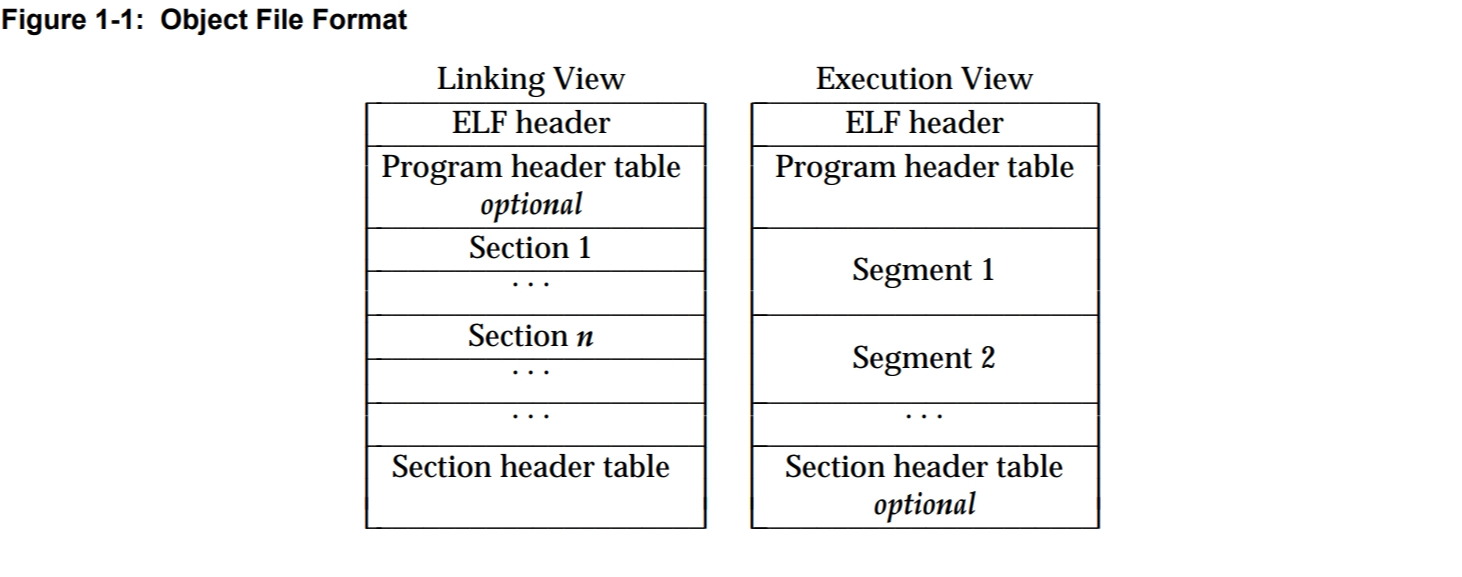 Figure 1-1: Object File Format
Linking View
ELF header
Program header table
optional
Section 1
. . .
Section n
. . .
. . .
Section header table
Execution View
ELF header
Program header table
Segment 1
Segment 2
. . .
Section header table
optional